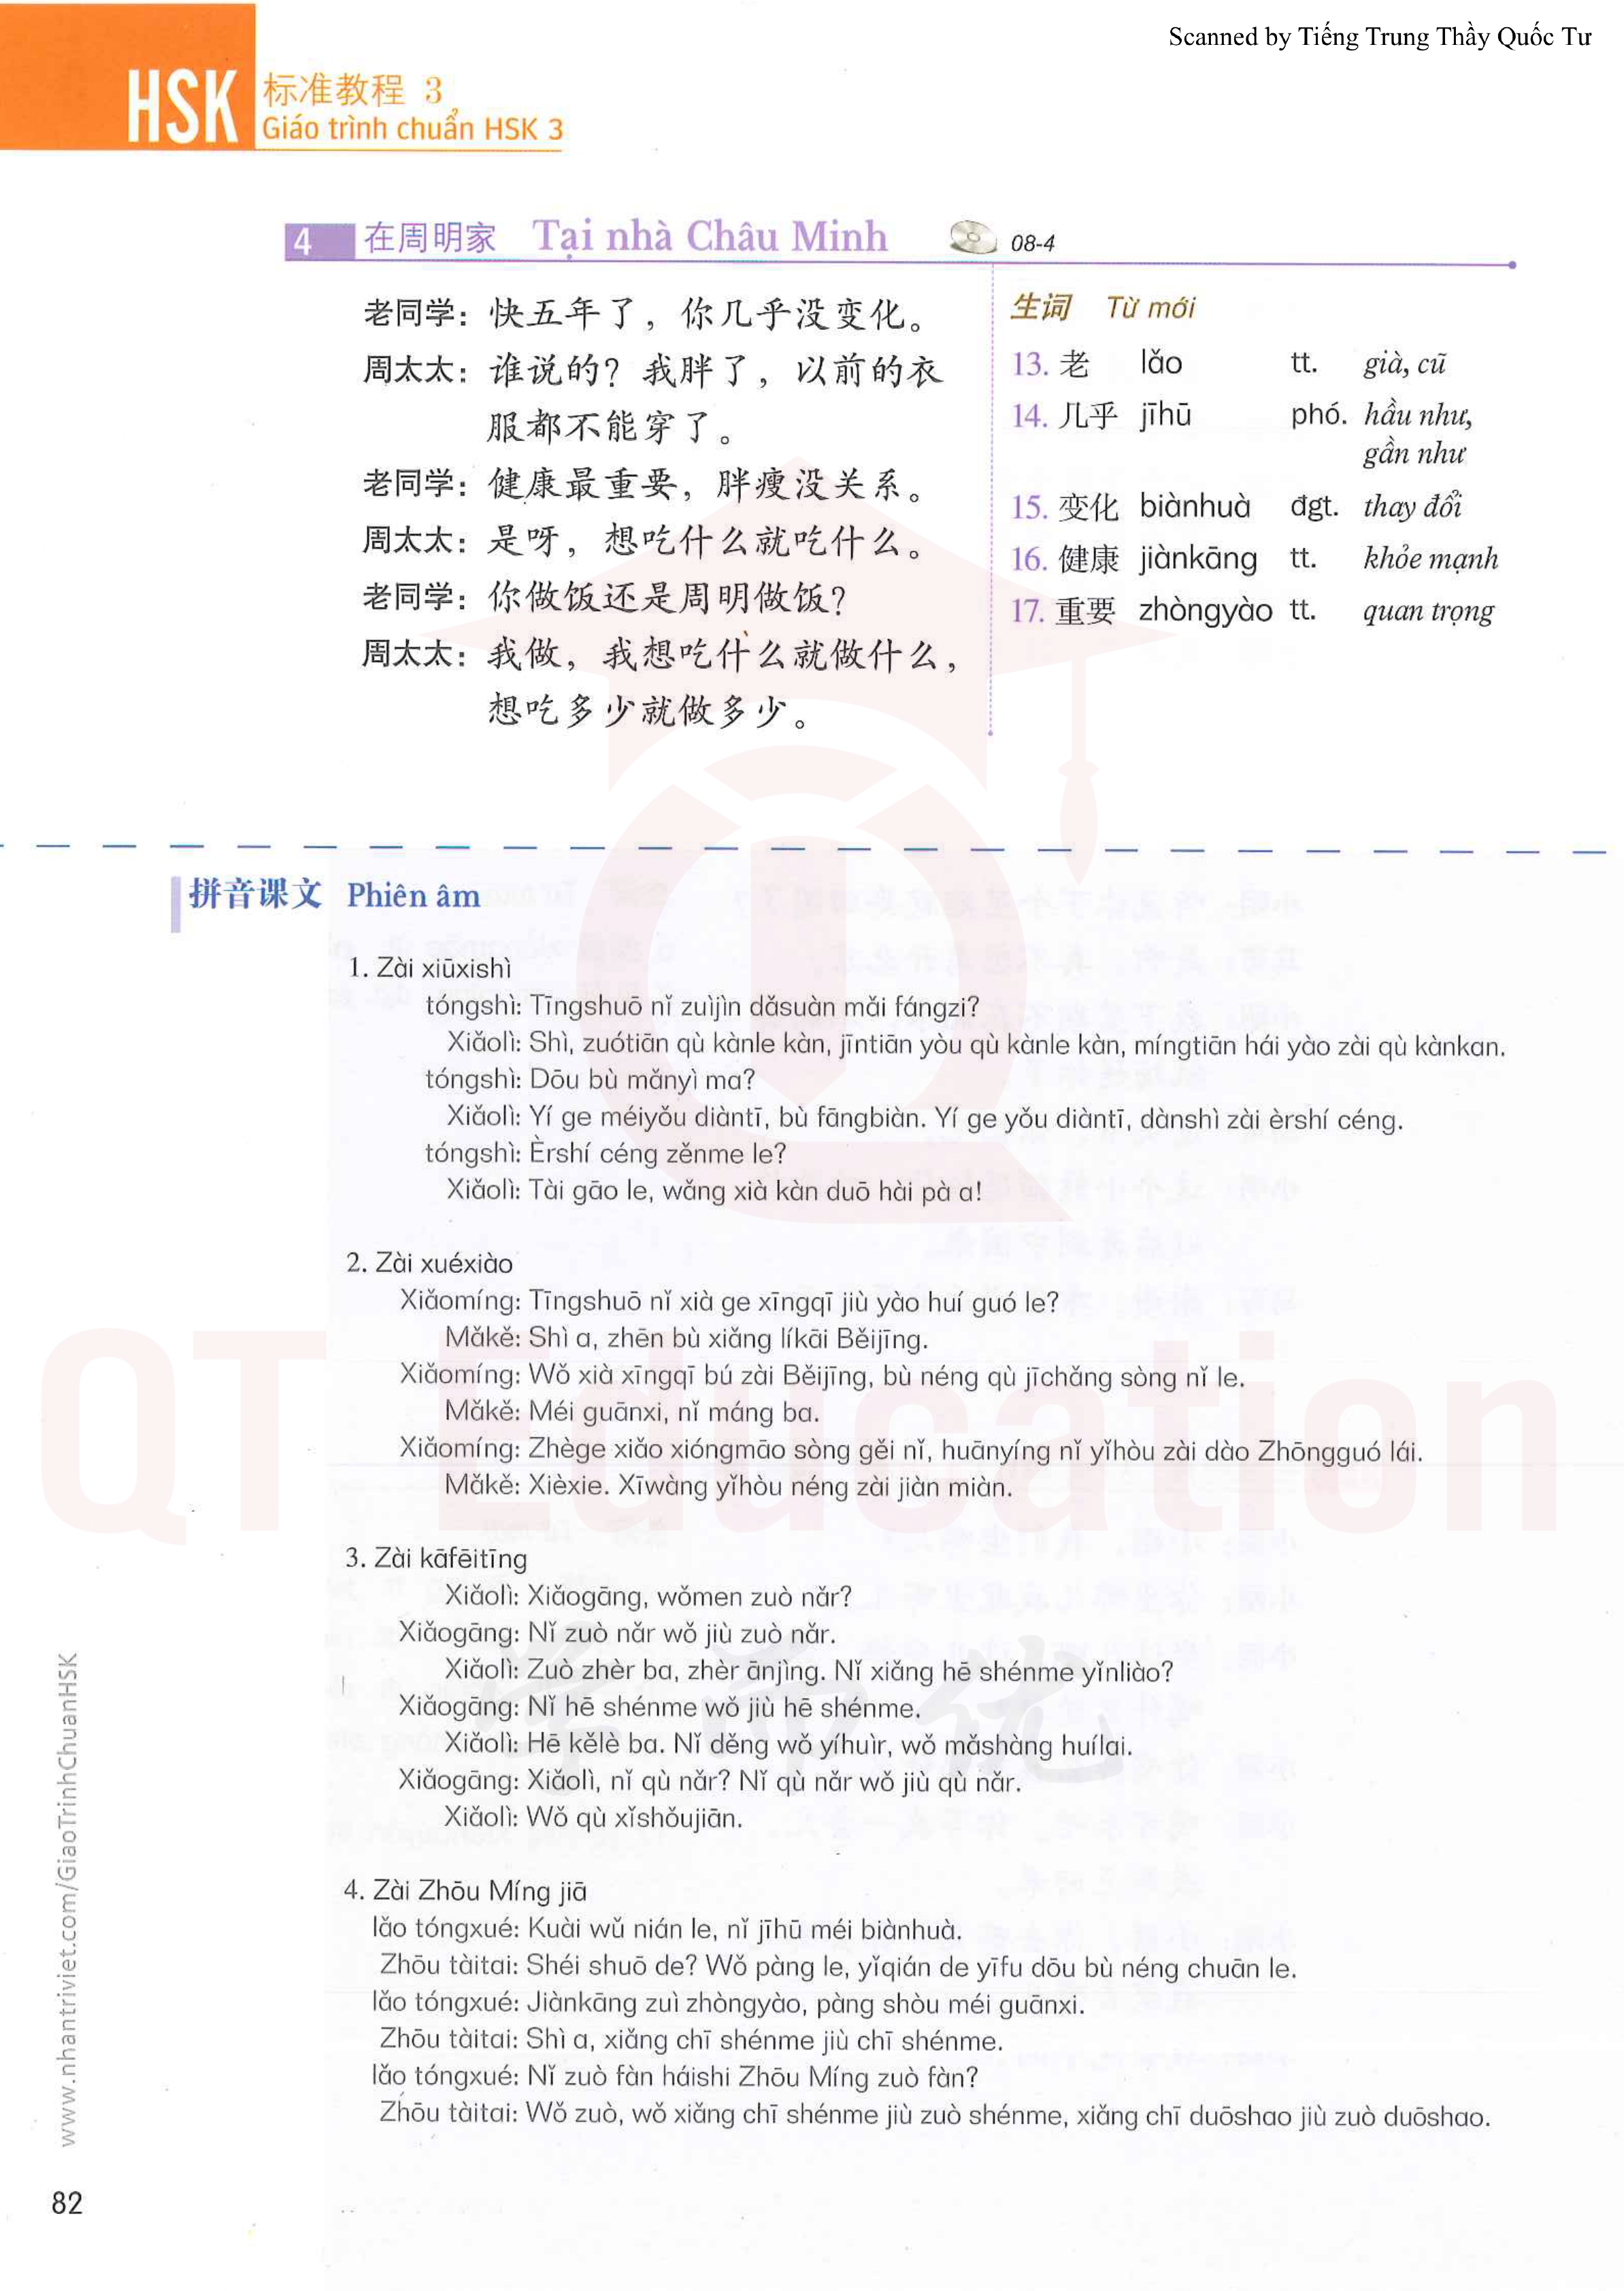 Scanned by Tiếng Trung Thầy Quốc Tư
HSK 标准教程 3
Giáo trình chuẩn HSK 3
4 在周明家 Tại nhà Châu Minh 08-4
老同学：快五年了，你几乎没变化。
周太太：谁说的？我胖了，以前的衣
服都不能穿了。
老同学：健康最重要，胖瘦没关系。
周太太：是呀，想吃什么就吃什么。
老同学：你做饭还是周明做饭？
周太太：我做，我想吃什么就做什么，
想吃多少就做多少。
生词 Từ mới
13. 老 lǎo tt. già, cũ
14. 几乎 jīhū phó. hầu như,
gần như
15. 变化 biànhuà đgt. thay đổi
16. 健康 jiànkāng tt. khỏe mạnh
17. 重要 zhòngyào tt. quan trọng
拼音课文 Phiên âm
1. Zài xiūxishì
tóngshì: Tīngshuō nǐ zuìjìn dǎsuàn mǎi fángzi?
Xiǎolì: Shì, zuótiān qù kànle kàn, jīntiān yòu qù kànle kàn, míngtiān hái yào zài qù kànkan.
tóngshì: Dōu bù mǎnyì ma?
Xiǎolì: Yí ge méiyǒu diàntī, bù fāngbiàn. Yí ge yǒu diàntī, dànshì zài èrshí céng.
tóngshì: Èrshí céng zěnme le?
Xiǎolì: Tài gāo le, wǎng xià kàn duō hài pà a!
2. Zài xuéxiào
Xiǎomíng: Tīngshuō nǐ xià ge xīngqī jiù yào huí guó le?
Mǎkě: Shì a, zhēn bù xiǎng líkāi Běijīng.
Xiǎomíng: Wǒ xià xīngqī bú zài Běijīng, bù néng qù jīchǎng sòng nǐ le.
Mǎkě: Méi guānxi, nǐ máng ba.
Xiǎomíng: Zhège xiǎo xióngmāo sòng gěi nǐ, huānyíng nǐ yǐhòu zài dào Zhōngguó lái.
Mǎkě: Xièxie. Xīwàng yǐhòu néng zài jiàn miàn.
3. Zài kāfēitīng
Xiǎolì: Xiǎogāng, wǒmen zuò nǎr?
Xiǎogāng: Nǐ zuò nǎr wǒ jiù zuò nǎr.
Xiǎolì: Zuò zhèr ba, zhèr ānjìng. Nǐ xiǎng hē shénme yǐnliào?
Xiǎogāng: Nǐ hē shénme wǒ jiù hē shénme.
Xiǎolì: Hē kělè ba. Nǐ děng wǒ yíhuìr, wǒ mǎshàng huílai.
Xiǎogāng: Xiǎolì, nǐ qù nǎr? Nǐ qù nǎr wǒ jiù qù nǎr.
Xiǎolì: Wǒ qù xǐshǒujiān.
4. Zài Zhōu Míng jiā
lǎo tóngxué: Kuài wǔ nián le, nǐ jīhū méi biànhuà.
Zhōu tàitai: Shéi shuō de? Wǒ pàng le, yǐqián de yīfu dōu bù néng chuān le.
lǎo tóngxué: Jiànkāng zuì zhòngyào, pàng shòu méi guānxi.
Zhōu tàitai: Shì a, xiǎng chī shénme jiù chī shénme.
lǎo tóngxué: Nǐ zuò fàn háishi Zhōu Míng zuò fàn?
Zhōu tàitai: Wǒ zuò, wǒ xiǎng chī shénme jiù zuò shénme, xiǎng chī duōshao jiù zuò duōshao.
QT Education
www.nhantriviet.com/GiaoTrinhChuanHSK
82